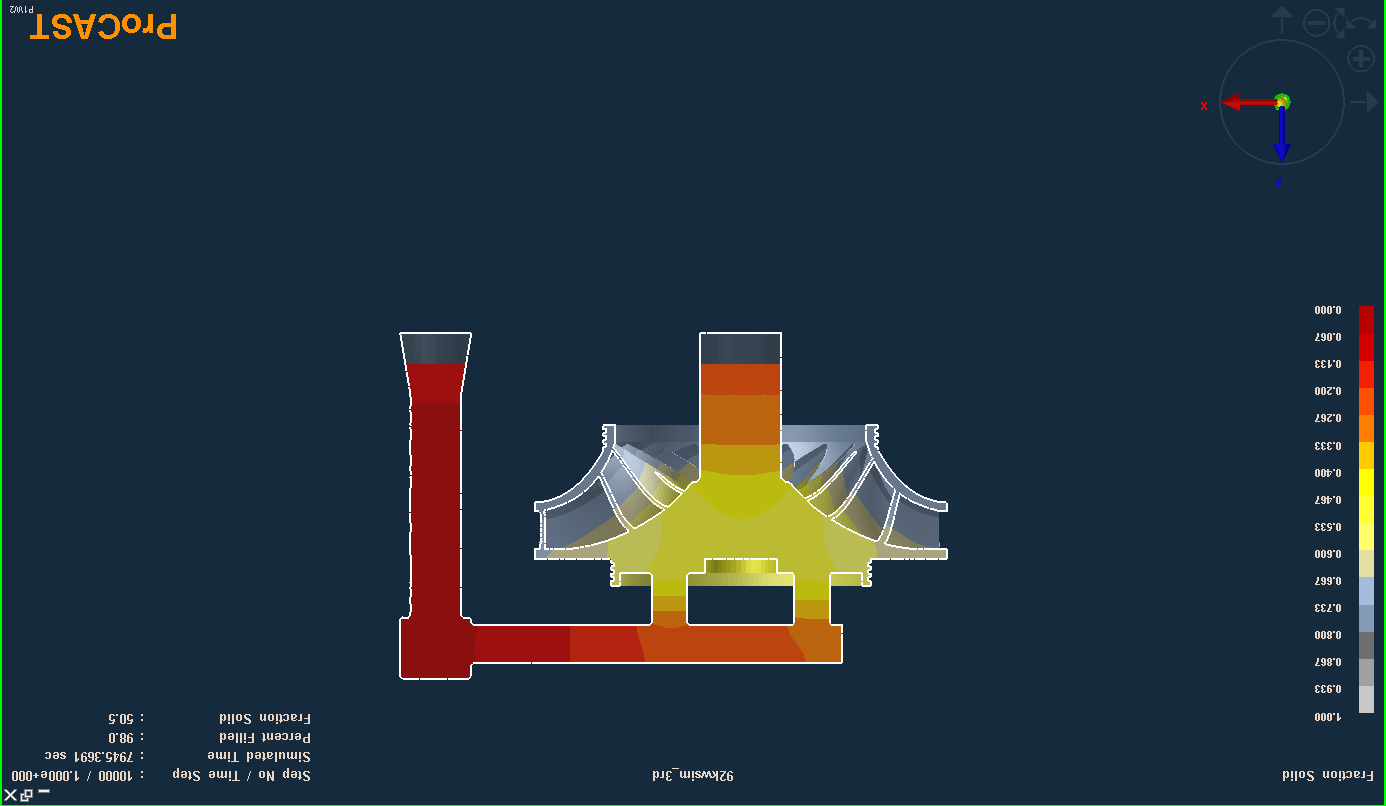 Fraction Solid
92kwsim_3rd
Step No / Time Step : 10000 / 1.000e+000
Simulated Time : 7945.3691 sec
Percent Filled : 98.0
Fraction Solid : 50.5
1.000
0.933
0.867
0.800
0.733
0.667
0.600
0.533
0.467
0.400
0.333
0.267
0.200
0.133
0.067
0.000
Z
X
ProCAST
P1W2